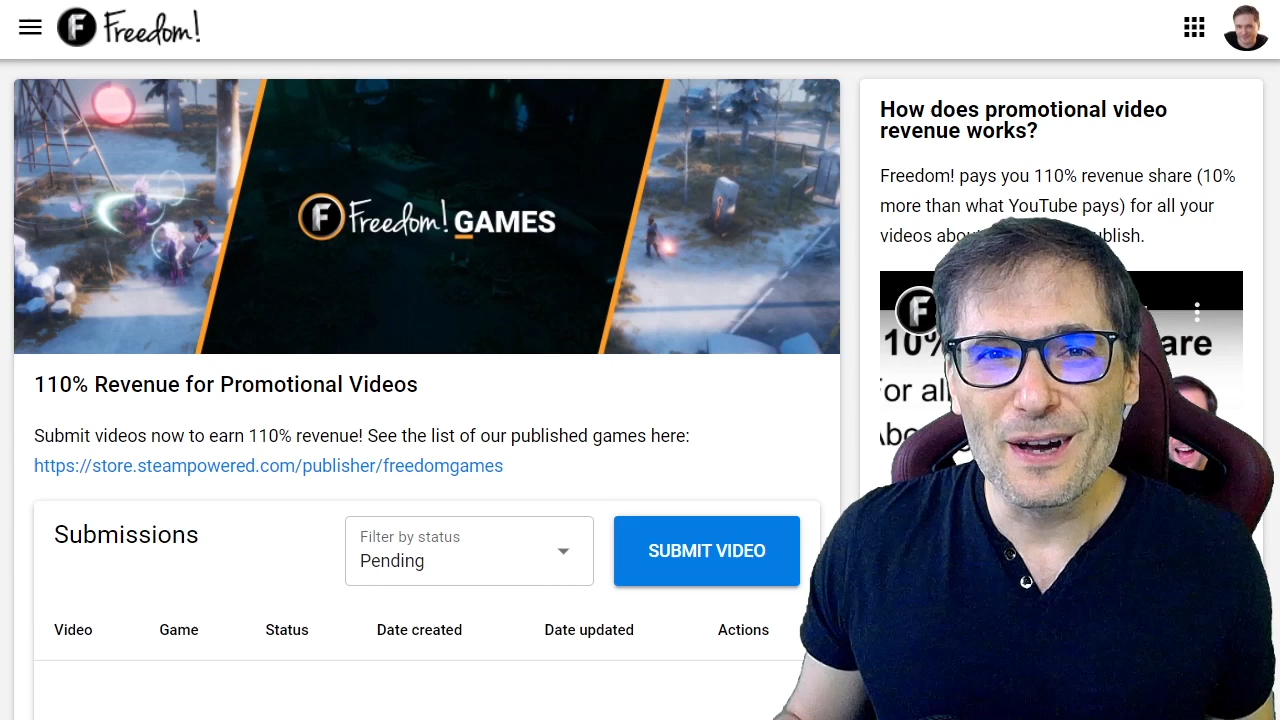 Freedom!
Freedom! GAMES
110% Revenue for Promotional Videos
Submit videos now to earn 110% revenue! See the list of our published games here:
https://store.steampowered.com/publisher/freedomgames
Submissions
Filter by status
Pending
SUBMIT VIDEO
Video Game Status Date created Date updated Actions
How does promotional video
revenue works?
Freedom! pays you 110% revenue share (10%
more than what YouTube pays) for all your
videos